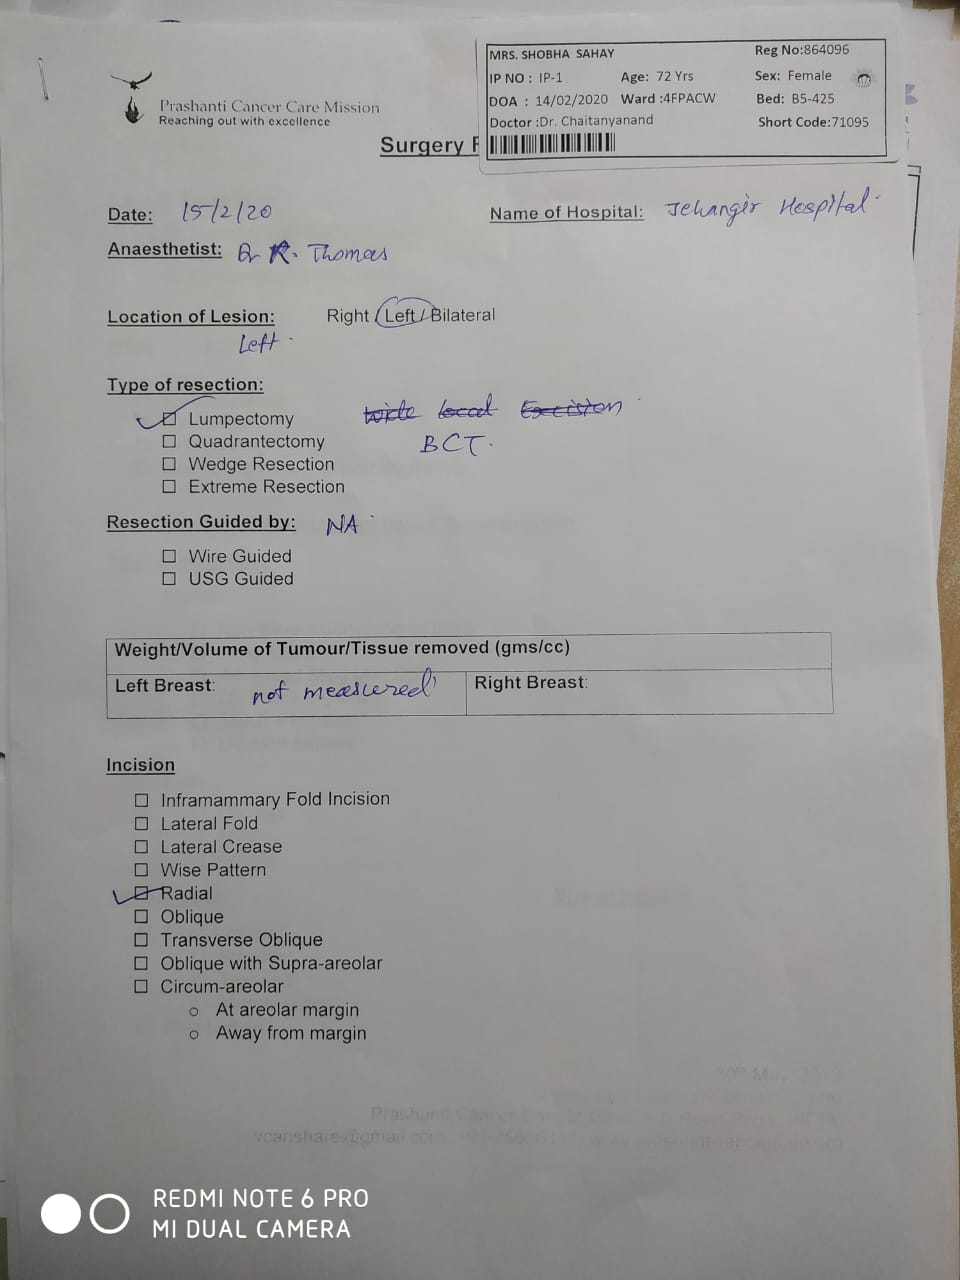 MRS. SHOBHA SAHAY Reg No:864096
IP NO : IP-1 Age: 72 Yrs Sex: Female
DOA : 14/02/2020 Ward :4FPACW Bed: B5-425
Doctor :Dr. Chaitanyanand Short Code:71095
Prashanti Cancer Care Mission
Reaching out with excellence
Surgery
Date: 15/2/20 Name of Hospital: Jehangir Hospital
Anaesthetist: Dr R. Thomas
Location of Lesion: Right / Left / Bilateral
Left
Type of resection:
☑ Lumpectomy wide local Excision
☐ Quadrantectomy BCT.
☐ Wedge Resection
☐ Extreme Resection
Resection Guided by: NA
☐ Wire Guided
☐ USG Guided
Weight/Volume of Tumour/Tissue removed (gms/cc)
Left Breast: not measured Right Breast:
Incision
☐ Inframammary Fold Incision
☐ Lateral Fold
☐ Lateral Crease
☐ Wise Pattern
☑ Radial
☐ Oblique
☐ Transverse Oblique
☐ Oblique with Supra-areolar
☐ Circum-areolar
o At areolar margin
o Away from margin
REDMI NOTE 6 PRO
MI DUAL CAMERA